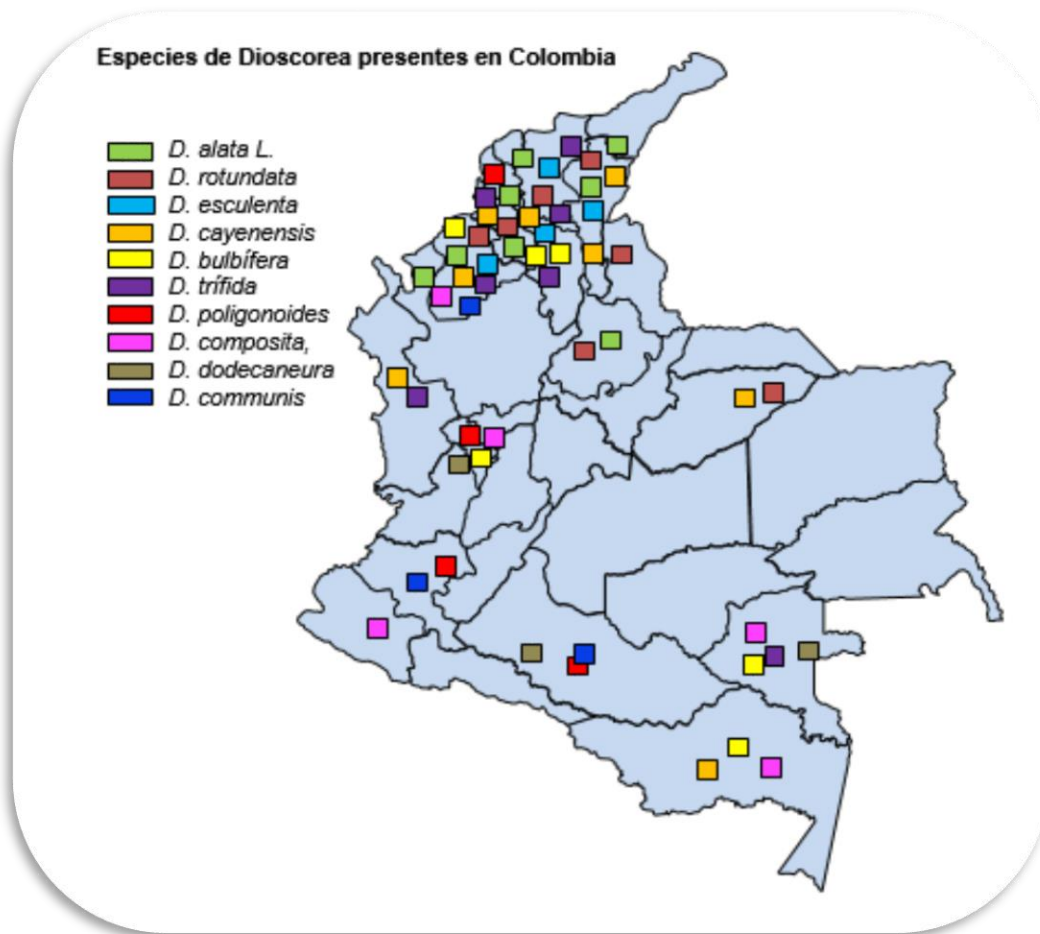 Especies de Dioscorea presentes en Colombia
D. alata L.
D. rotundata
D. esculenta
D. cayenensis
D. bulbífera
D. trífida
D. poligonoides
D. composita,
D. dodecaneura
D. communis